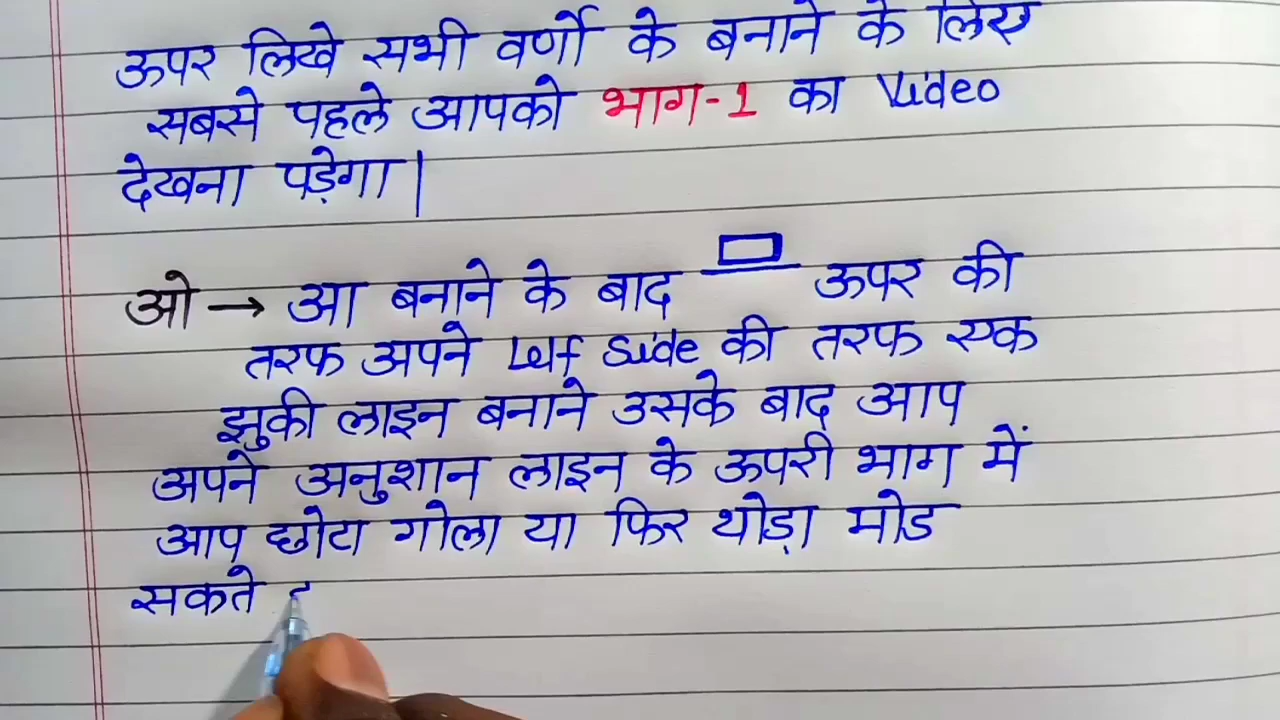 ऊपर लिखे सभी वर्णो के बनाने के लिए
सबसे पहले आपको भाग-1 का Video
देखना पड़ेगा|
ओ → आ बनाने के बाद ऊपर की
तरफ अपने Lef Side की तरफ एक
झुकी लाइन बनाने उसके बाद आप
अपने अनुशान लाइन के ऊपरी भाग में
आप छोटा गोला या फिर थोड़ा मोड
सकते